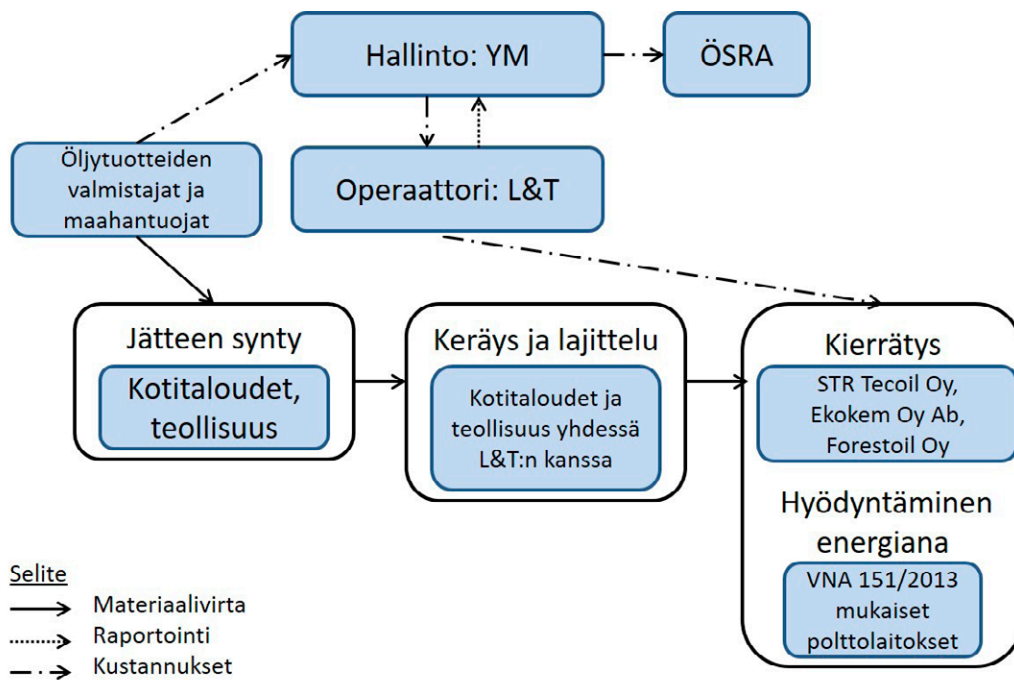 Hallinto: YM
ÖSRA
Öljytuotteiden
valmistajat ja
maahantuojat
Operaattori: L&T
Jätteen synty
Kotitaloudet,
teollisuus
Keräys ja lajittelu
Kotitaloudet ja
teollisuus yhdessä
L&T:n kanssa
Kierrätys
STR Tecoil Oy,
Ekokem Oy Ab,
Forestoil Oy
Hyödyntäminen
energiana
VNA 151/2013
mukaiset
polttolaitokset
Selite
Materiaalivirta
Raportointi
Kustannukset